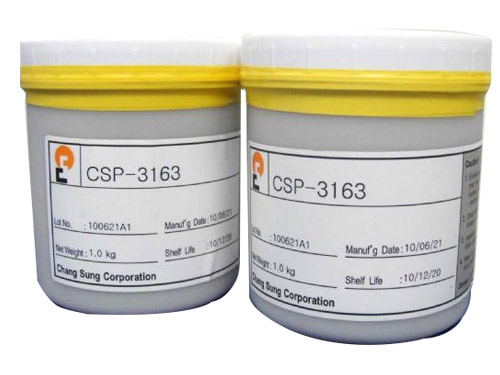 CSP-3163
Lot No. : 100621A1 Manuf'g Date: 10/06/21
Net Weight: 1.0 kg Shelf Life : 10/12/20
Chang Sung Corporation
CSP-3163
Lot No. : 100621A1 Manuf'g Date: 10/06/21
Net Weight: 1.0 kg Shelf Life : 10/12/20
Chang Sung Corporation